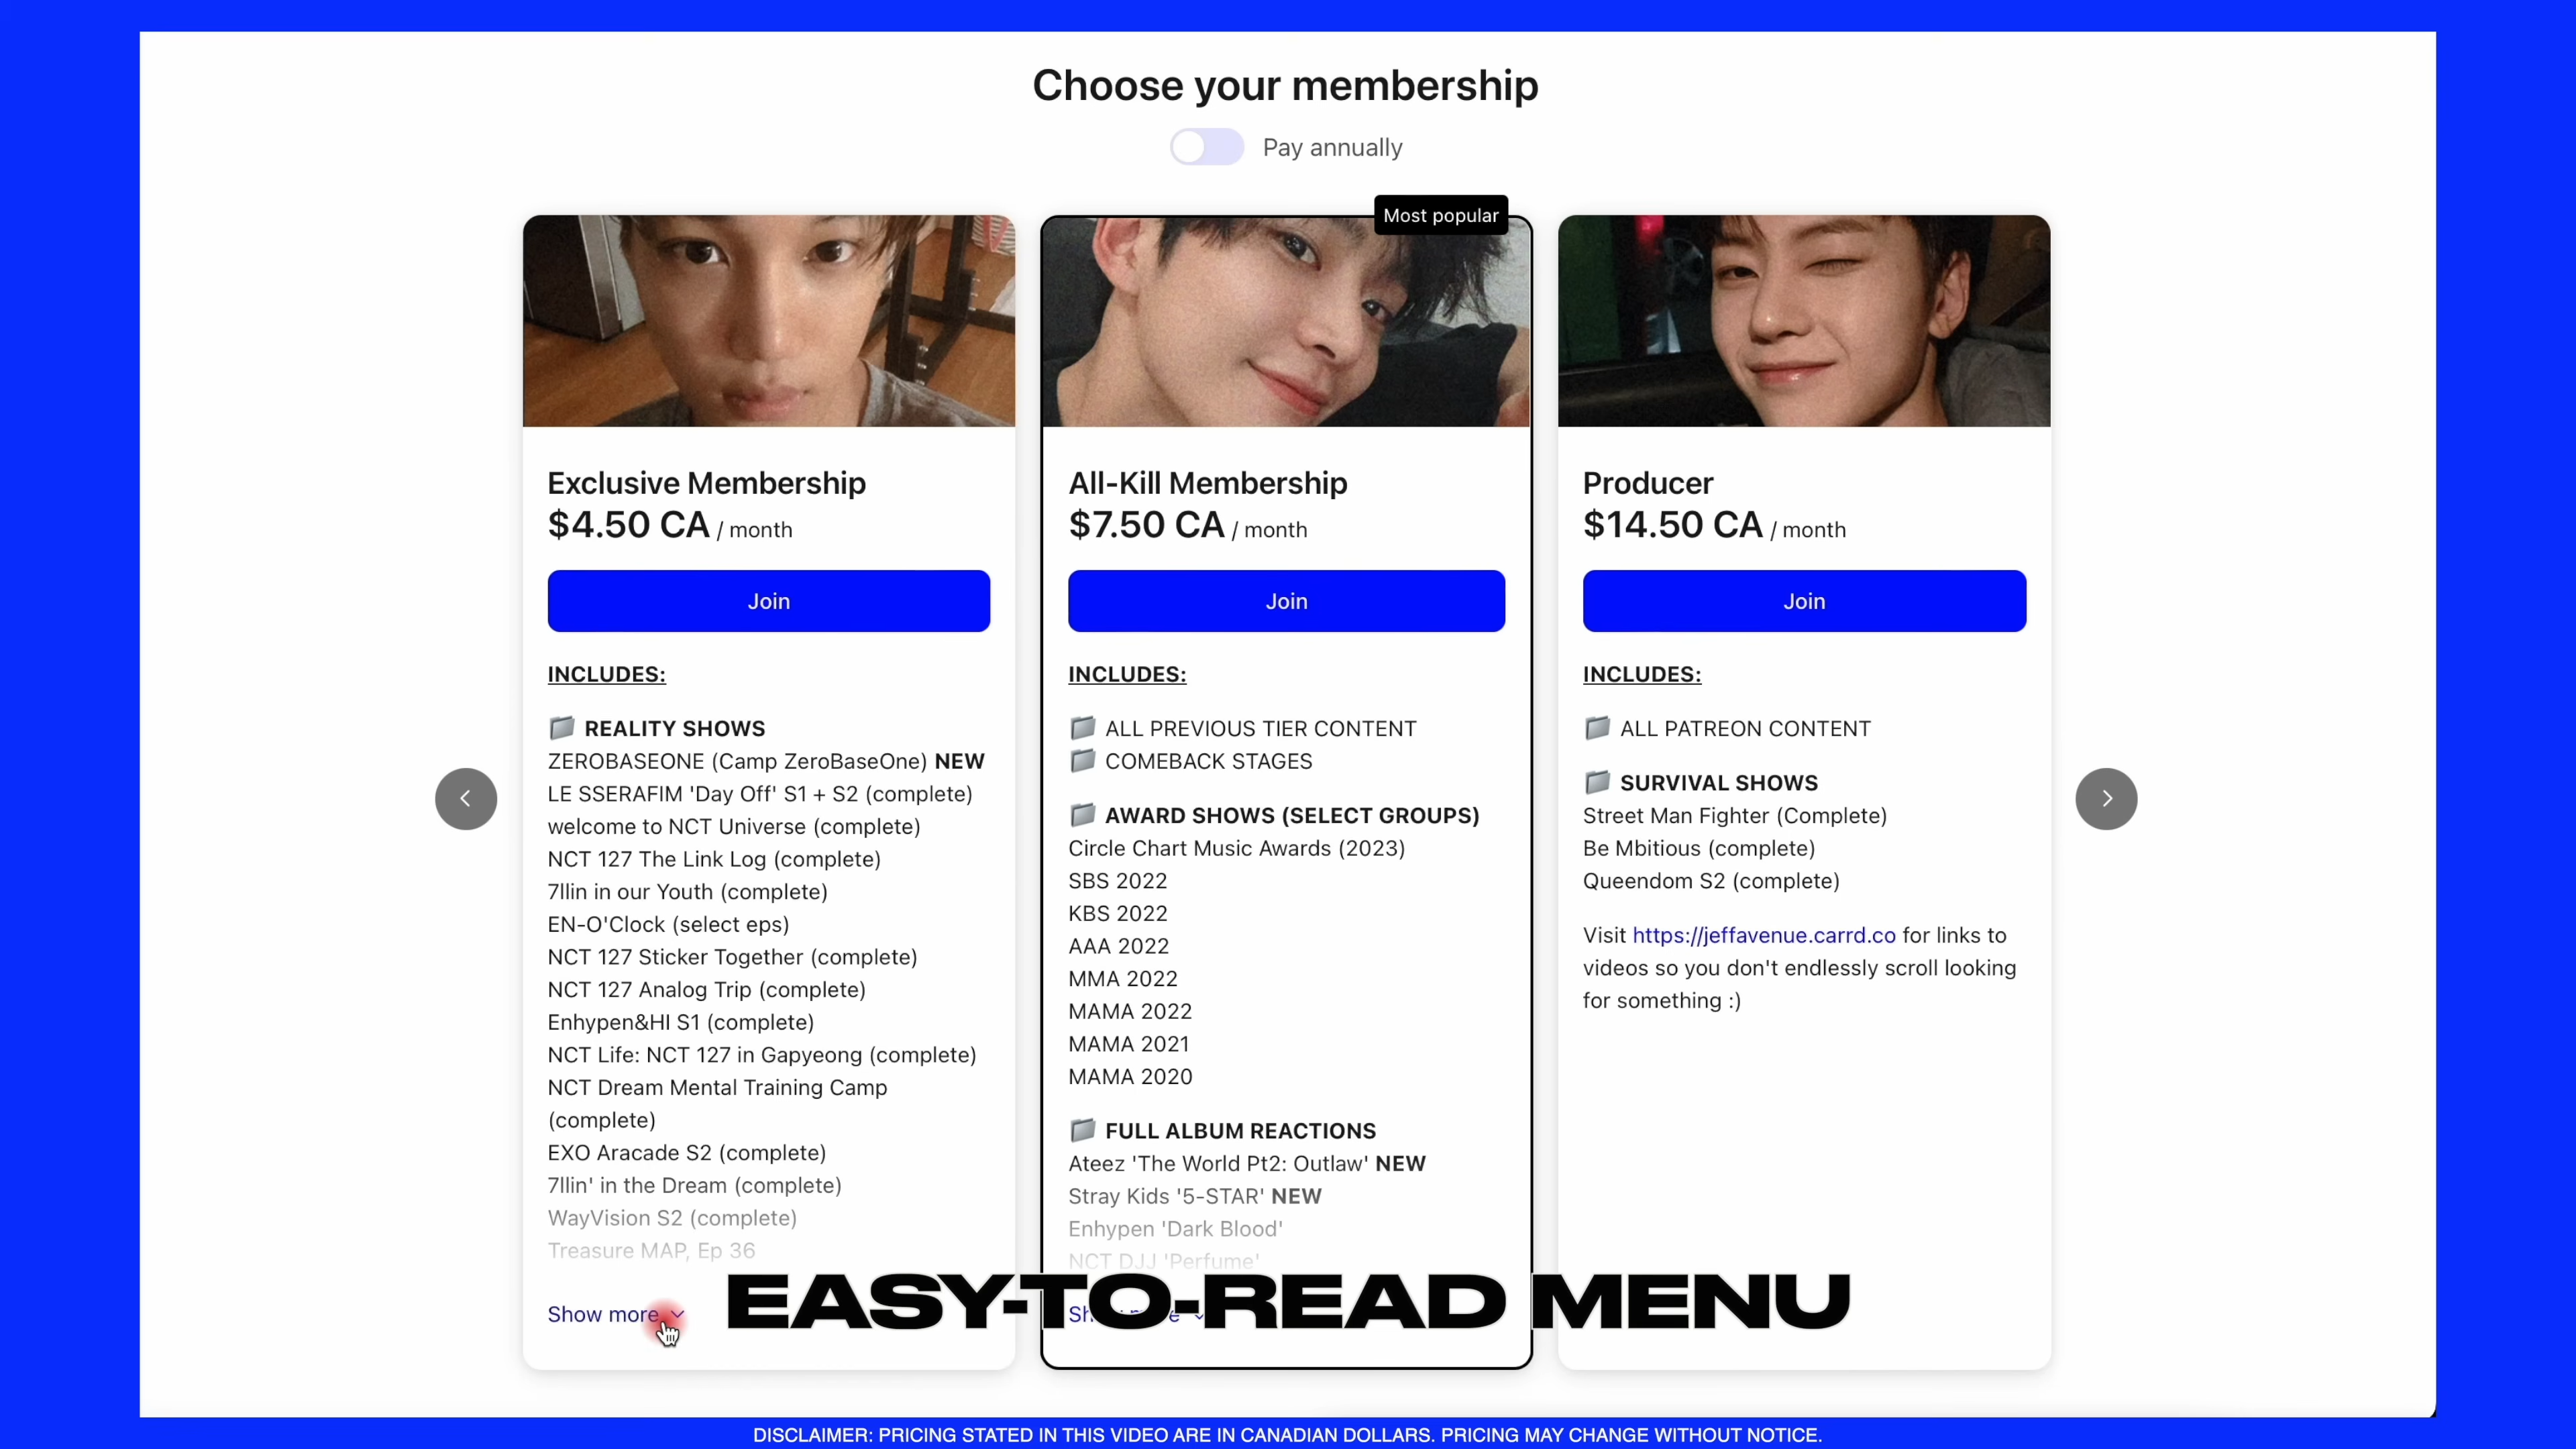 Choose your membership
Pay annually
Most popular
Exclusive Membership
$4.50 CA / month
Join
INCLUDES:
REALITY SHOWS
ZEROBASEONE (Camp ZeroBaseOne) NEW
LE SSERAFIM 'Day Off' S1 + S2 (complete)
welcome to NCT Universe (complete)
NCT 127 The Link Log (complete)
7llin in our Youth (complete)
EN-O'Clock (select eps)
NCT 127 Sticker Together (complete)
NCT 127 Analog Trip (complete)
Enhypen&HI S1 (complete)
NCT Life: NCT 127 in Gapyeong (complete)
NCT Dream Mental Training Camp
(complete)
EXO Aracade S2 (complete)
7llin' in the Dream (complete)
WayVision S2 (complete)
Treasure MAP, Ep 36
Show more
All-Kill Membership
$7.50 CA / month
Join
INCLUDES:
ALL PREVIOUS TIER CONTENT
COMEBACK STAGES
AWARD SHOWS (SELECT GROUPS)
Circle Chart Music Awards (2023)
SBS 2022
KBS 2022
AAA 2022
MMA 2022
MAMA 2022
MAMA 2021
MAMA 2020
FULL ALBUM REACTIONS
Ateez 'The World Pt2: Outlaw' NEW
Stray Kids '5-STAR' NEW
Enhypen 'Dark Blood'
NCT DJJ 'Perfume'
Producer
$14.50 CA / month
Join
INCLUDES:
ALL PATREON CONTENT
SURVIVAL SHOWS
Street Man Fighter (Complete)
Be Mbitious (complete)
Queendom S2 (complete)
Visit https://jeffavenue.carrd.co for links to
videos so you don't endlessly scroll looking
for something :)
EASY-TO-READ MENU
DISCLAIMER: PRICING STATED IN THIS VIDEO ARE IN CANADIAN DOLLARS. PRICING MAY CHANGE WITHOUT NOTICE.